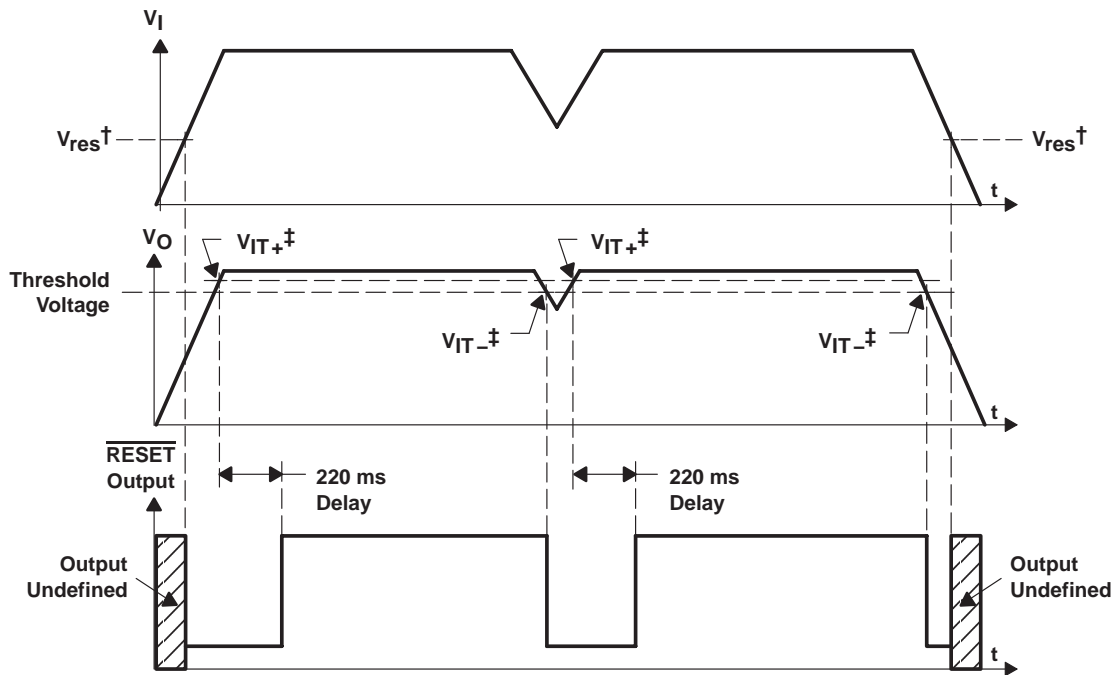 VI
Vres†
Vres†
t
VO
VIT+‡
VIT+‡
Threshold
Voltage
VIT−‡
VIT−‡
t
RESET
Output
220 ms
Delay
220 ms
Delay
Output
Undefined
Output
Undefined
t